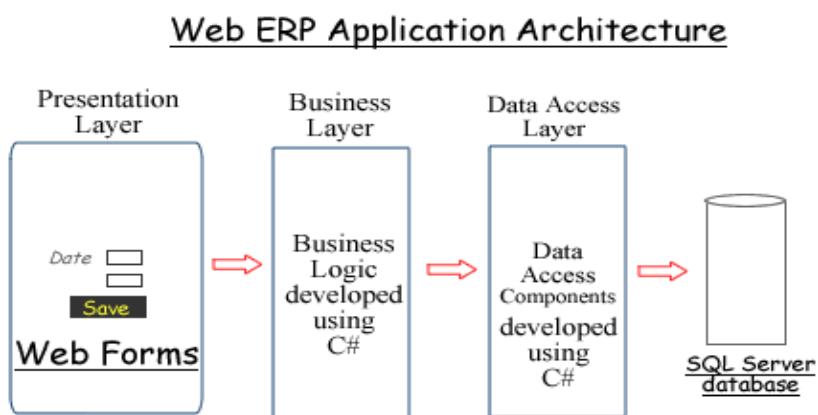 Web ERP Application Architecture
Presentation
Layer
Business
Layer
Data Access
Layer
Date
Save
Web Forms
Business
Logic
developed
using
C#
Data
Access
Components
developed
using
C#
SQL Server
database